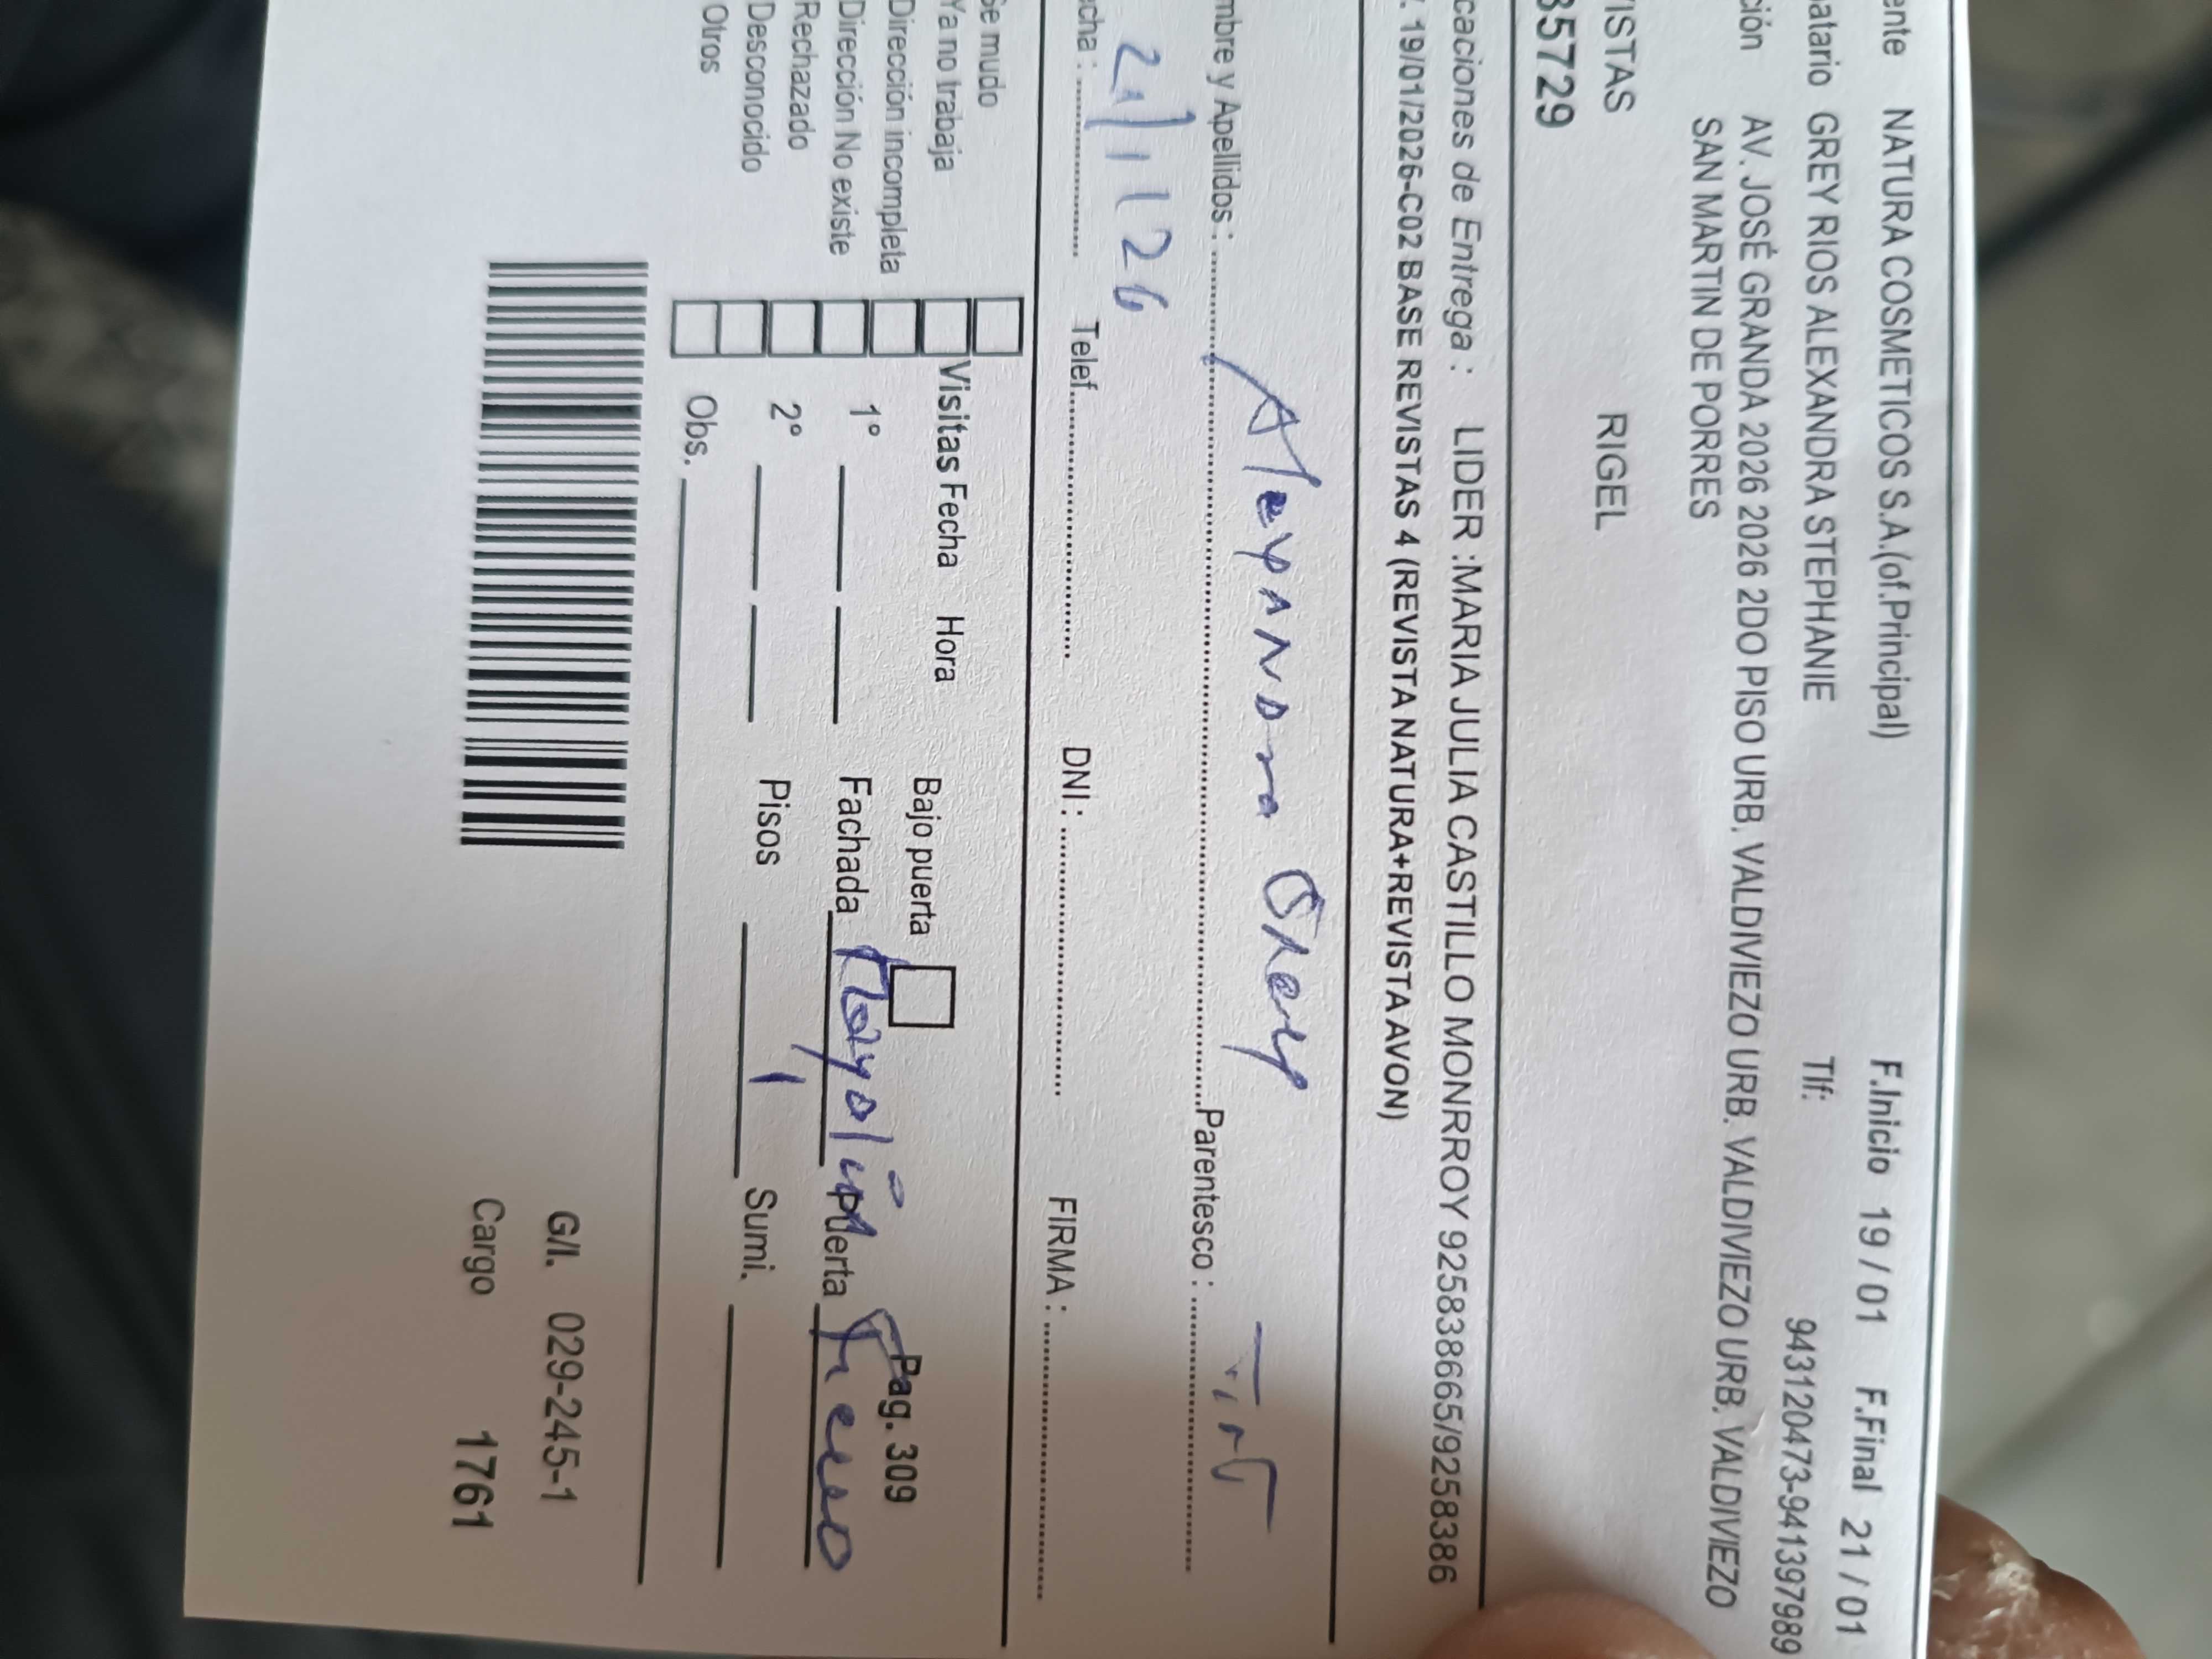 ente NATURA COSMETICOS S.A.(of.Principal) F.Inicio 19 / 01 F.Final 21 / 01
atario GREY RIOS ALEXANDRA STEPHANIE Tlf: 943120473-941397989
ción AV. JOSÉ GRANDA 2026 2026 2DO PISO URB. VALDIVIEZO URB. VALDIVIEZO URB. VALDIVIEZO
SAN MARTIN DE PORRES
ISTAS RIGEL
35729
caciones de Entrega : LIDER :MARIA JULIA CASTILLO MONRROY 925838665/9258386
. 19/01/2026-C02 BASE REVISTAS 4 (REVISTA NATURA+REVISTA AVON)
mbre y Apellidos : Alexandra Grey Parentesco : Tint
21/1/26
cha : Telef. DNI : FIRMA :
Se mudo
Ya no trabaja Visitas Fecha Hora Bajo puerta Pag. 309
Dirección incompleta
Dirección No existe 1° Fachada Puerta Fierro
Rechazado 2° Pisos 1 Sumi.
Desconocido
Otros Obs.
G/I. 029-245-1
Cargo 1761